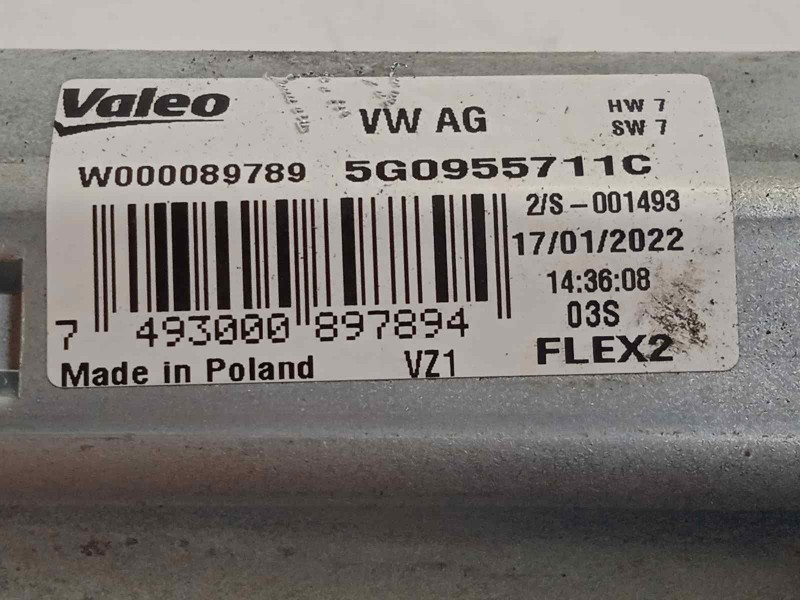 Valeo
VW AG
HW 7
SW 7
W000089789
5G0955711C
2/S-001493
17/01/2022
14:36:08
03S
7 493000 897894
FLEX2
Made in Poland
VZ1